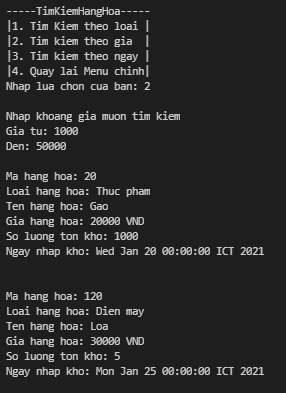 -----TimKiemHangHoa-----
|1. Tim Kiem theo loai |
|2. Tim Kiem theo gia  |
|3. Tim Kiem theo ngay |
|4. Quay lai Menu chinh|
Nhap lua chon cua ban: 2
Nhap khoang gia muon tim kiem
Gia tu: 1000
Den: 50000
Ma hang hoa: 20
Loai hang hoa: Thuc pham
Ten hang hoa: Gao
Gia hang hoa: 20000 VND
So luong ton kho: 1000
Ngay nhap kho: Wed Jan 20 00:00:00 ICT 2021
Ma hang hoa: 120
Loai hang hoa: Dien may
Ten hang hoa: Loa
Gia hang hoa: 30000 VND
So luong ton kho: 5
Ngay nhap kho: Mon Jan 25 00:00:00 ICT 2021